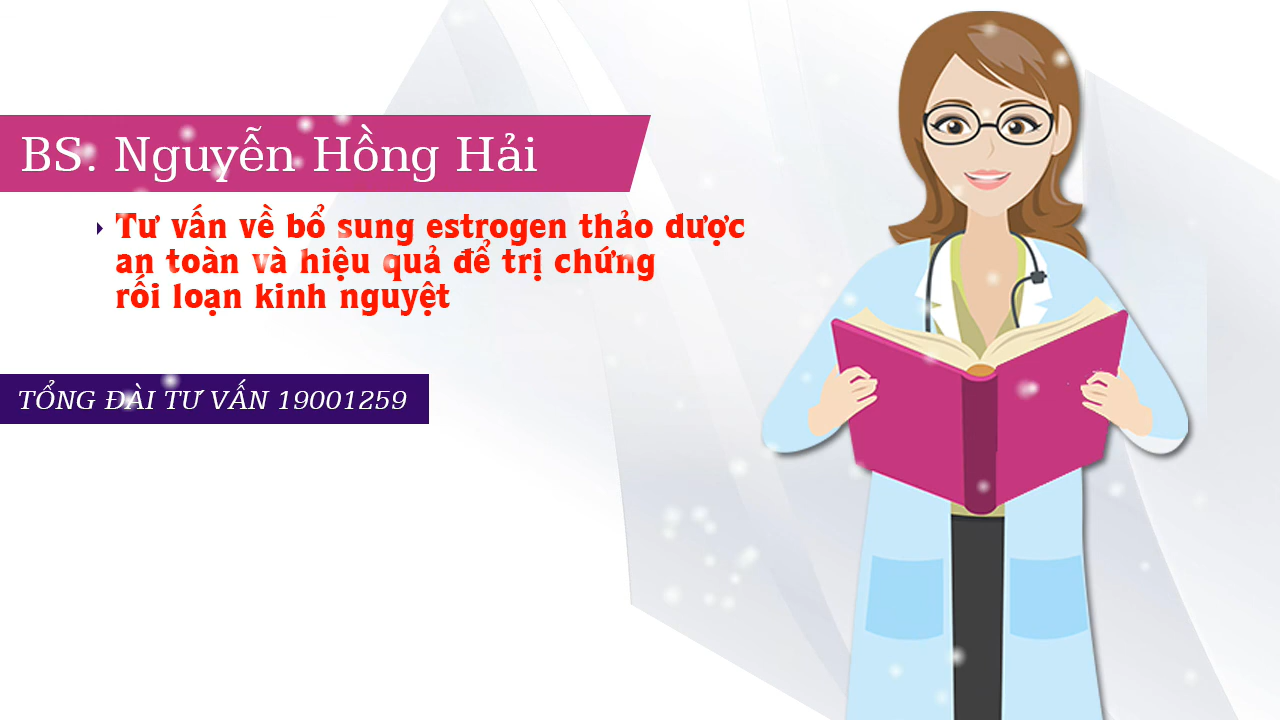 BS. Nguyễn Hồng Hải
Tư vấn về bổ sung estrogen thảo dược
an toàn và hiệu quả để trị chứng
rối loạn kinh nguyệt
TỔNG ĐÀI TƯ VẤN 19001259